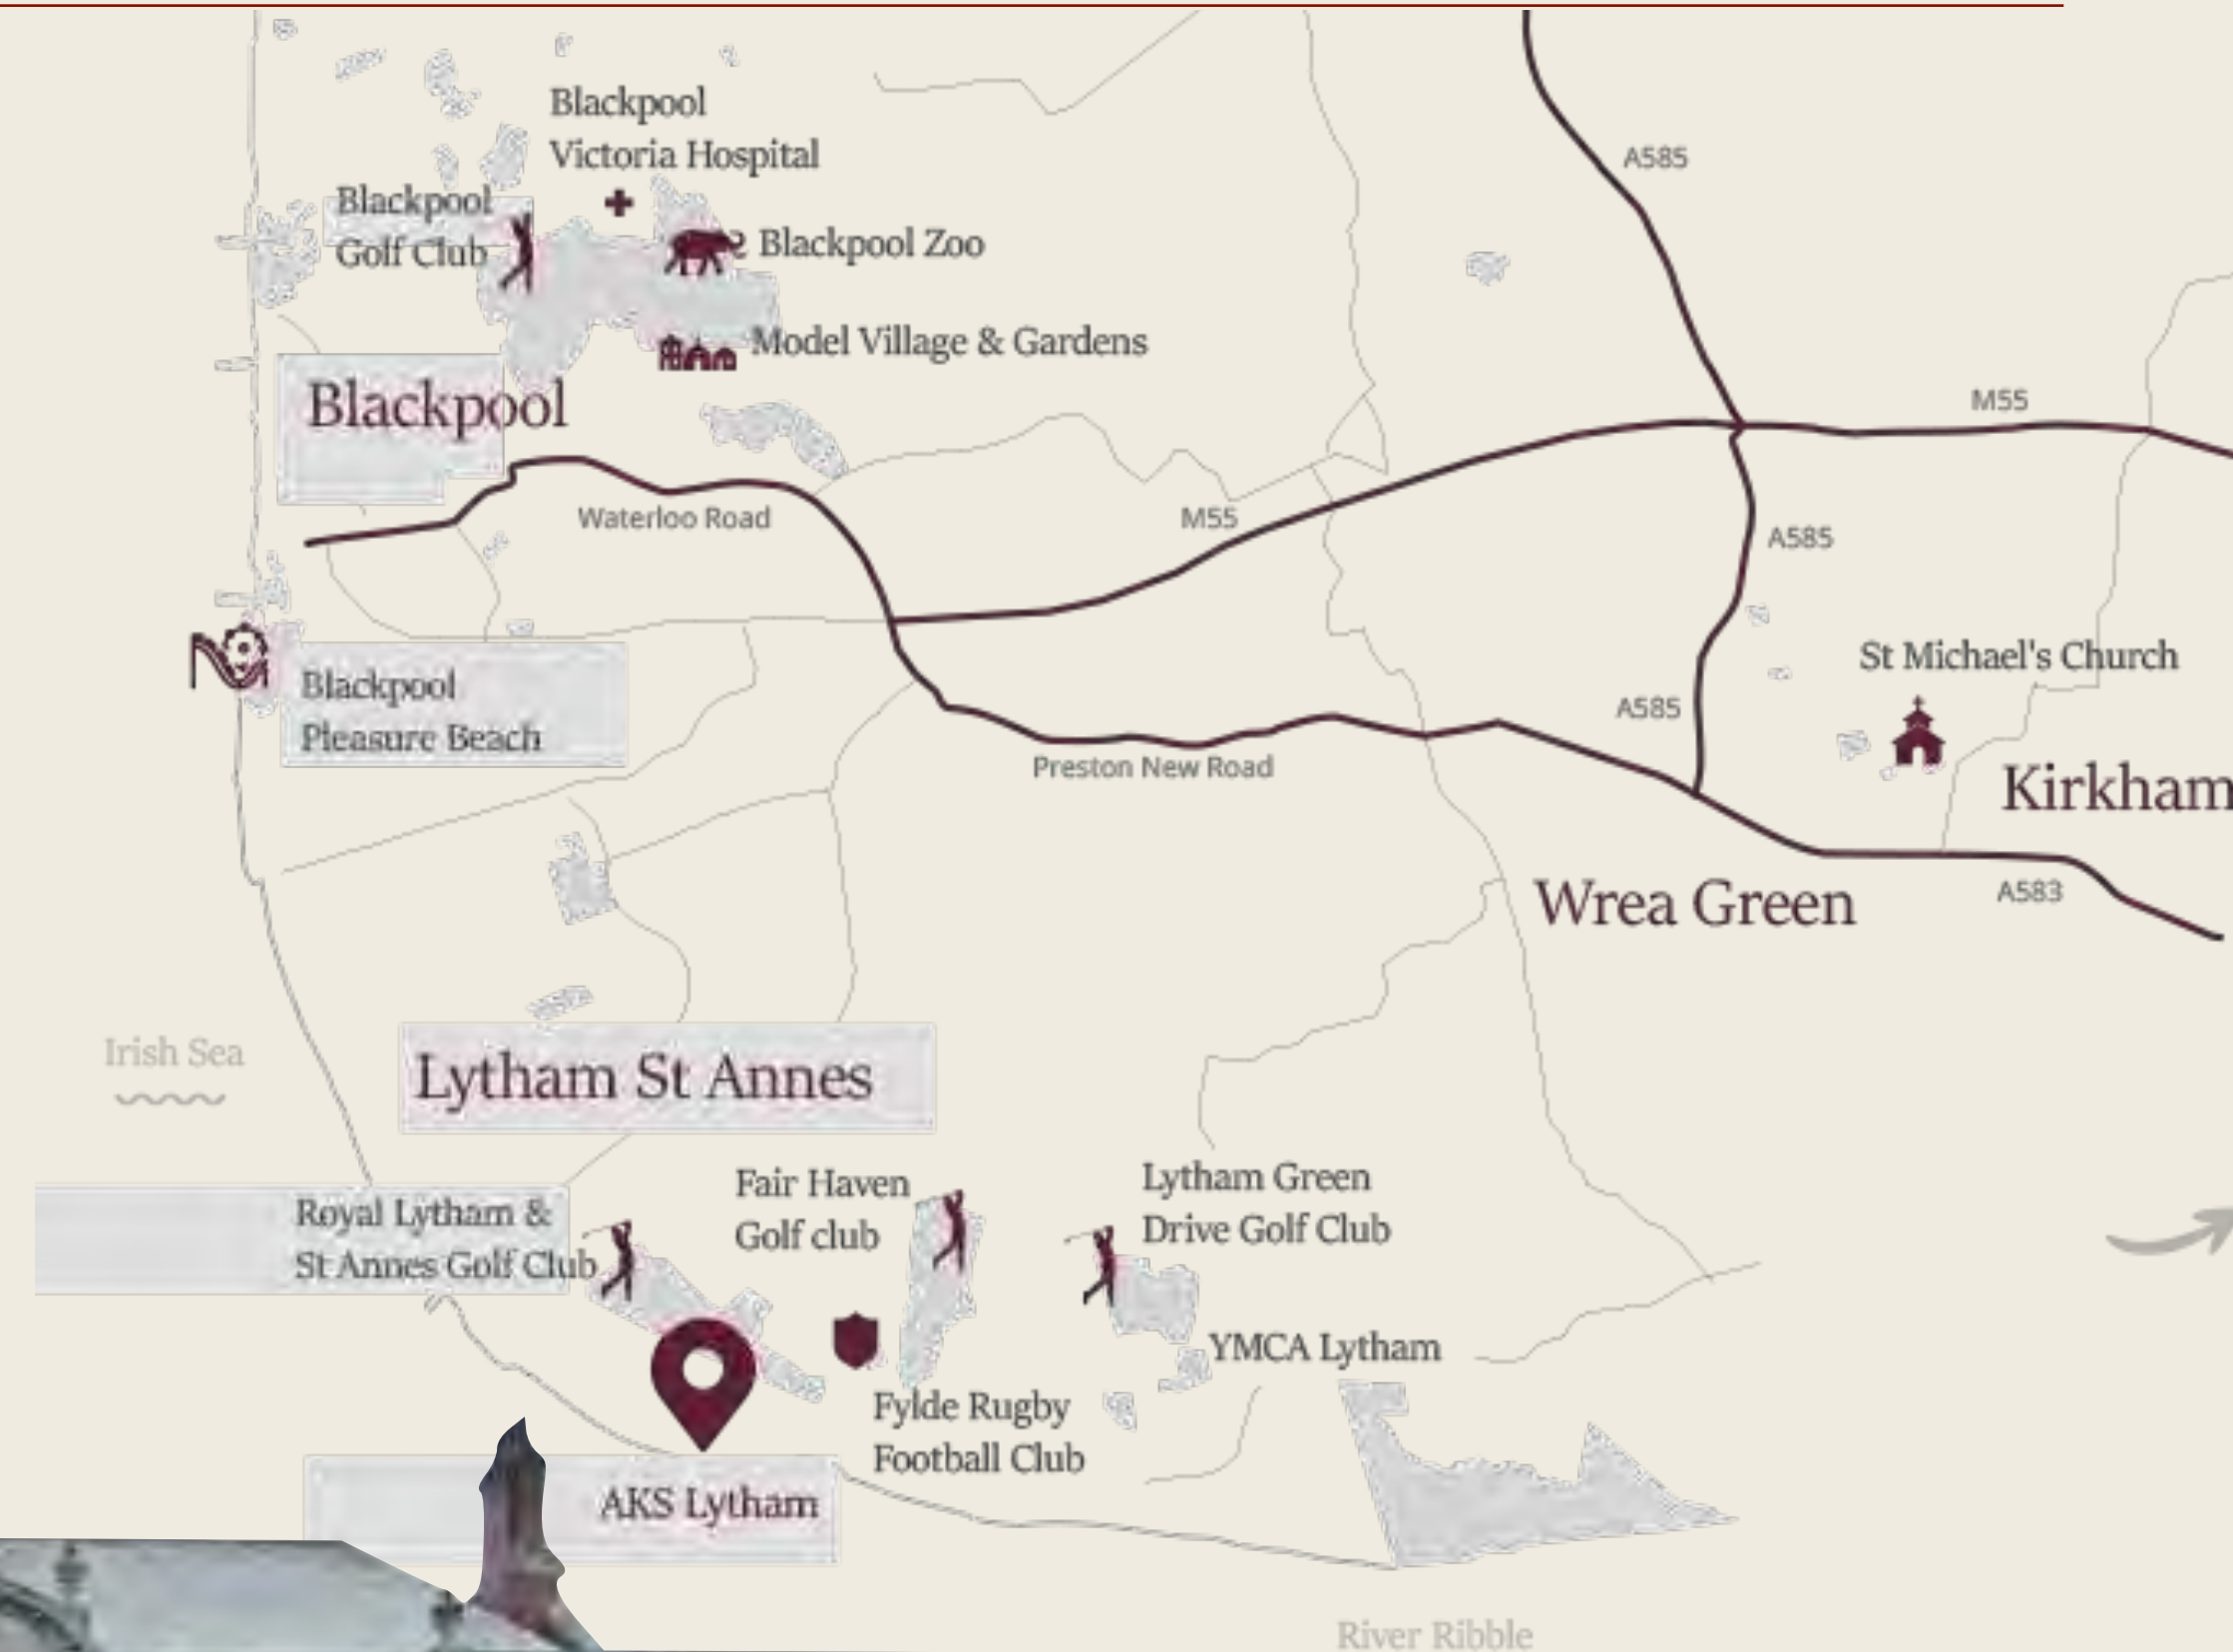 Blackpool
Victoria Hospital
A585
Blackpool
Golf Club
Blackpool Zoo
Model Village & Gardens
Blackpool
M55
Waterloo Road
M55
A585
St Michael's Church
Blackpool
Pleasure Beach
A585
Preston New Road
Kirkham
Wrea Green
A583
Irish Sea
Lytham St Annes
Fair Haven
Golf club
Lytham Green
Drive Golf Club
Royal Lytham &
St Annes Golf Club
YMCA Lytham
Fylde Rugby
Football Club
AKS Lytham
River Ribble